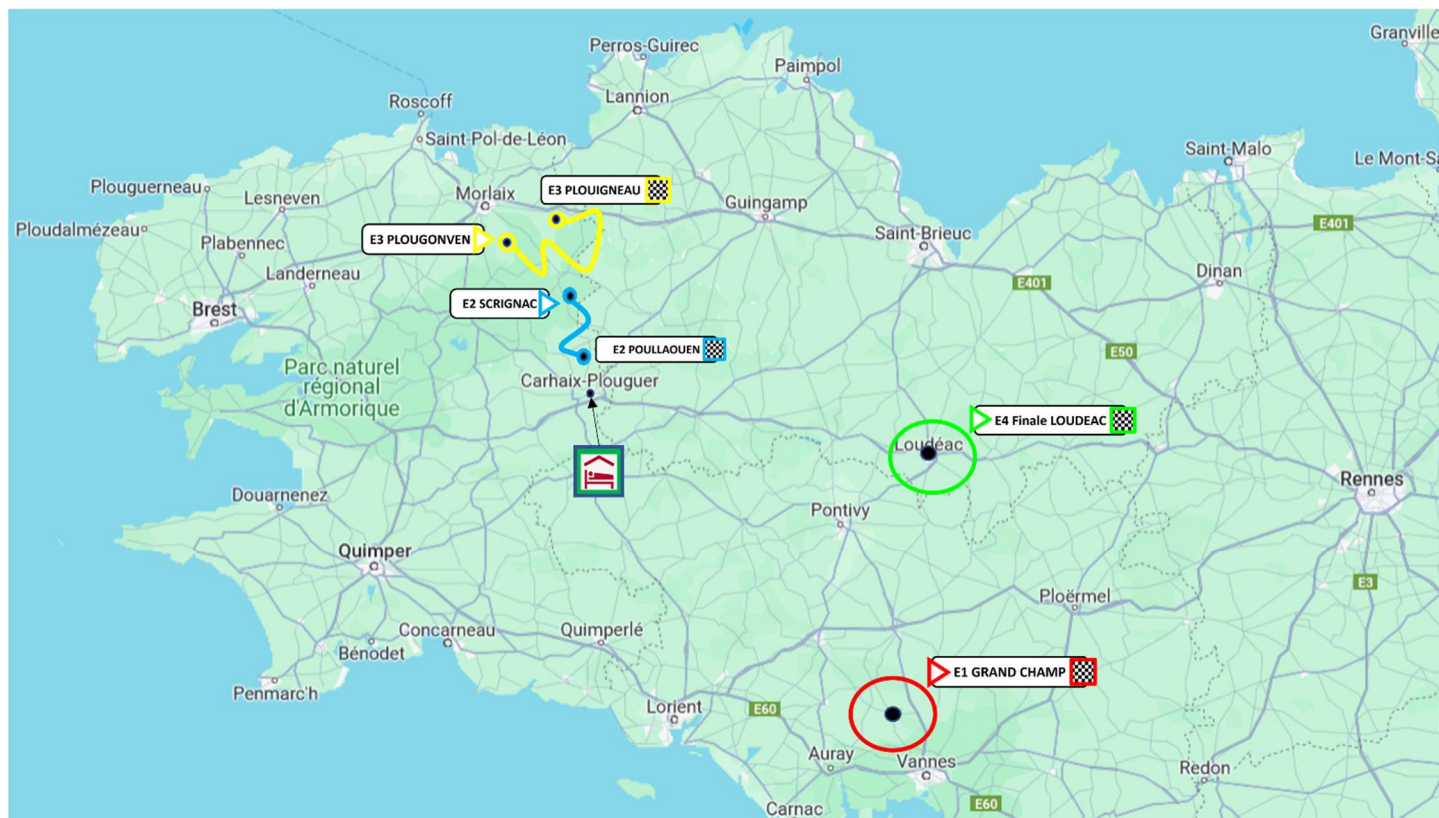 Granville
Perros-Guirec
Paimpol
Lannion
Roscoff
Saint-Pol-de-Léon
Saint-Malo
Le Mont-Sa
Plouguerneau
Lesneven
Morlaix
E3 PLOUIGNEAU
Guingamp
Ploudalmézeau
Plabennec
E3 PLOUGONVEN
Saint-Brieuc
E401
Landerneau
Dinan
E401
Brest
E2 SCRIGNAC
E2 POULLAOUEN
E50
Parc naturel
régional
d'Armorique
Carhaix-Plouguer
E4 Finale LOUDEAC
Loudéac
Rennes
Douarnenez
Pontivy
Quimper
E3
Ploërmel
Concarneau
Quimperlé
Bénodet
E1 GRAND CHAMP
Penmarc'h
Lorient
E60
Auray
Vannes
Redon
Carnac
E60